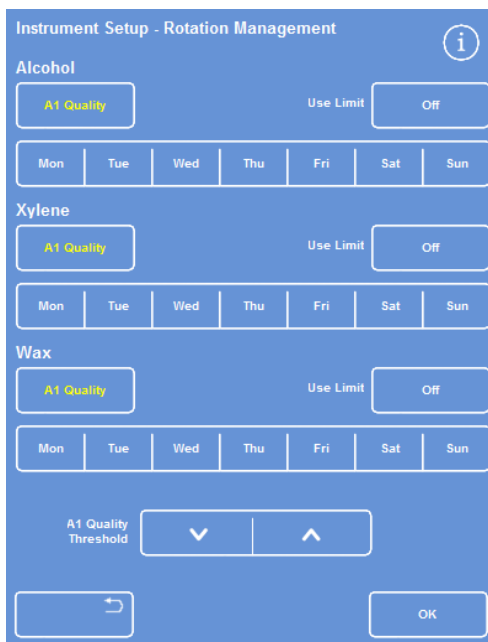 Instrument Setup - Rotation Management
i
Alcohol
A1 Quality Use Limit Off
Mon Tue Wed Thu Fri Sat Sun
Xylene
A1 Quality Use Limit Off
Mon Tue Wed Thu Fri Sat Sun
Wax
A1 Quality Use Limit Off
Mon Tue Wed Thu Fri Sat Sun
A1 Quality
Threshold
OK